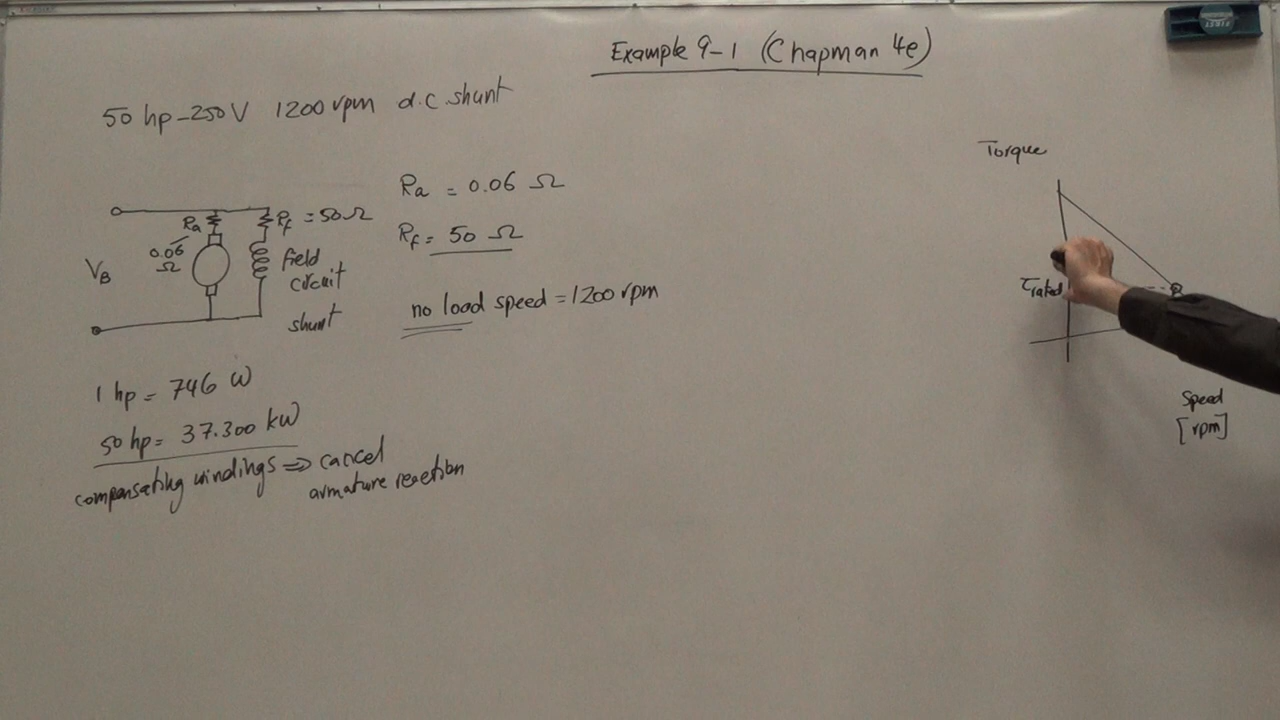 Example 9-1 (Chapman 4e)
50 hp-250V 1200 rpm d.c. shunt
Ra = 0.06 Ω
Rf = 50 Ω
no load speed = 1200 rpm
Ra
0.06
Ω
Rf = 50Ω
VB
field
circuit
shunt
1 hp = 746 W
50 hp = 37.300 kW
compensating windings ⇒ cancel
armature reaction
Torque
τrated
Speed
[rpm]